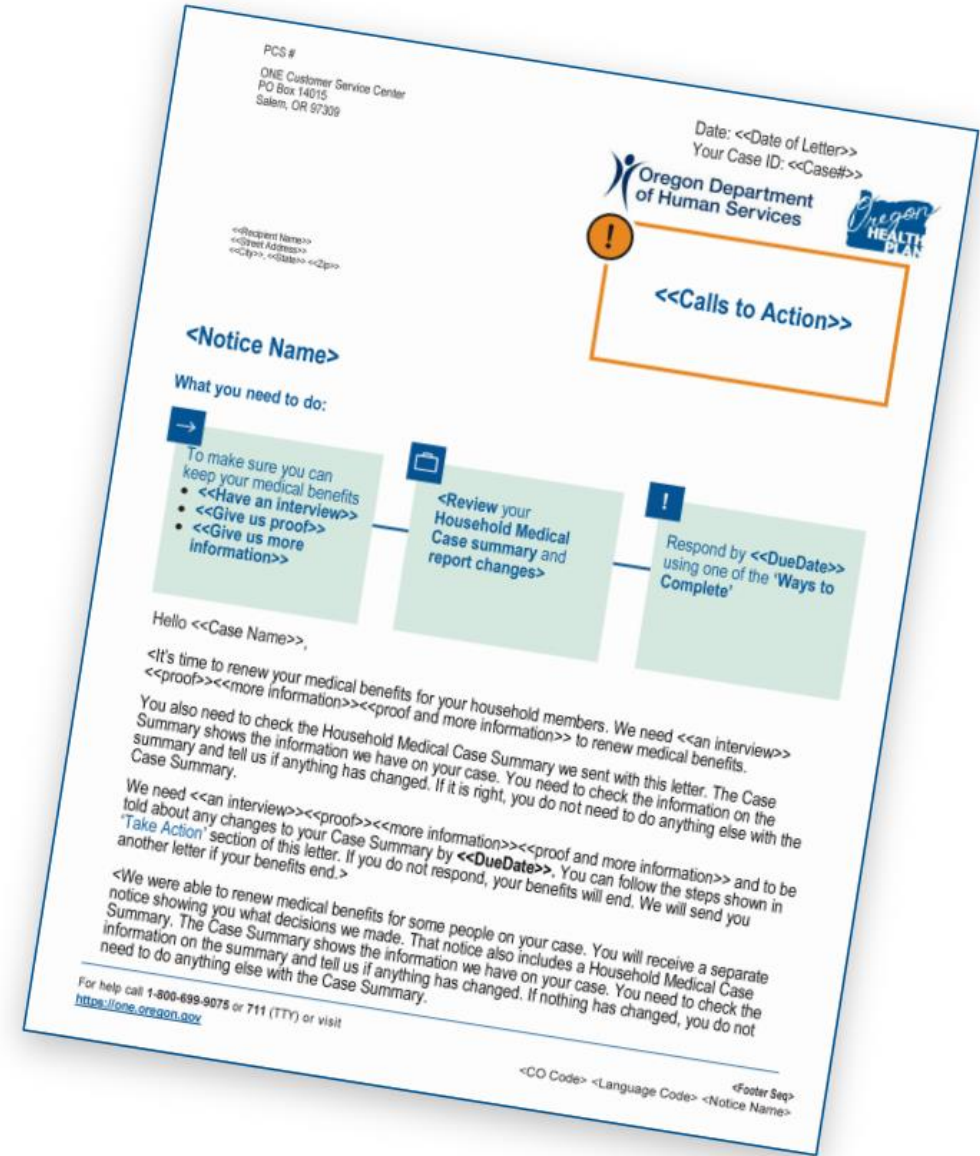 PCS #
ONE Customer Service Center
PO Box 14015
Salem, OR 97309
Date: <<Date of Letter>>
Your Case ID: <<Case#>>
Oregon Department
of Human Services
Oregon
HEALTH
PLAN
<<Recipient Name>>
<<Street Address>>
<<City>>, <<State>> <<Zip>>
!
<<Calls to Action>>
<Notice Name>
What you need to do:
→
To make sure you can
keep your medical benefits
• <<Have an interview>>
• <<Give us proof>>
• <<Give us more
information>>
<Review your
Household Medical
Case summary and
report changes>
!
Respond by <<DueDate>>
using one of the 'Ways to
Complete'
Hello <<Case Name>>,
<It's time to renew your medical benefits for your household members. We need <<an interview>>
<<proof>><<more information>><<proof and more information>> to renew medical benefits.
You also need to check the Household Medical Case Summary we sent with this letter. The Case
Summary shows the information we have on your case. You need to check the information on the
summary and tell us if anything has changed. If it is right, you do not need to do anything else with the
Case Summary.
We need <<an interview>><<proof>><<more information>><<proof and more information>> and to be
told about any changes to your Case Summary by <<DueDate>>. You can follow the steps shown in
'Take Action' section of this letter. If you do not respond, your benefits will end. We will send you
another letter if your benefits end.>
<We were able to renew medical benefits for some people on your case. You will receive a separate
notice showing you what decisions we made. That notice also includes a Household Medical Case
Summary. The Case Summary shows the information we have on your case. You need to check the
information on the summary and tell us if anything has changed. If nothing has changed, you do not
need to do anything else with the Case Summary.
For help call 1-800-699-9075 or 711 (TTY) or visit
https://one.oregon.gov
<Footer Seq>
<CO Code> <Language Code> <Notice Name>